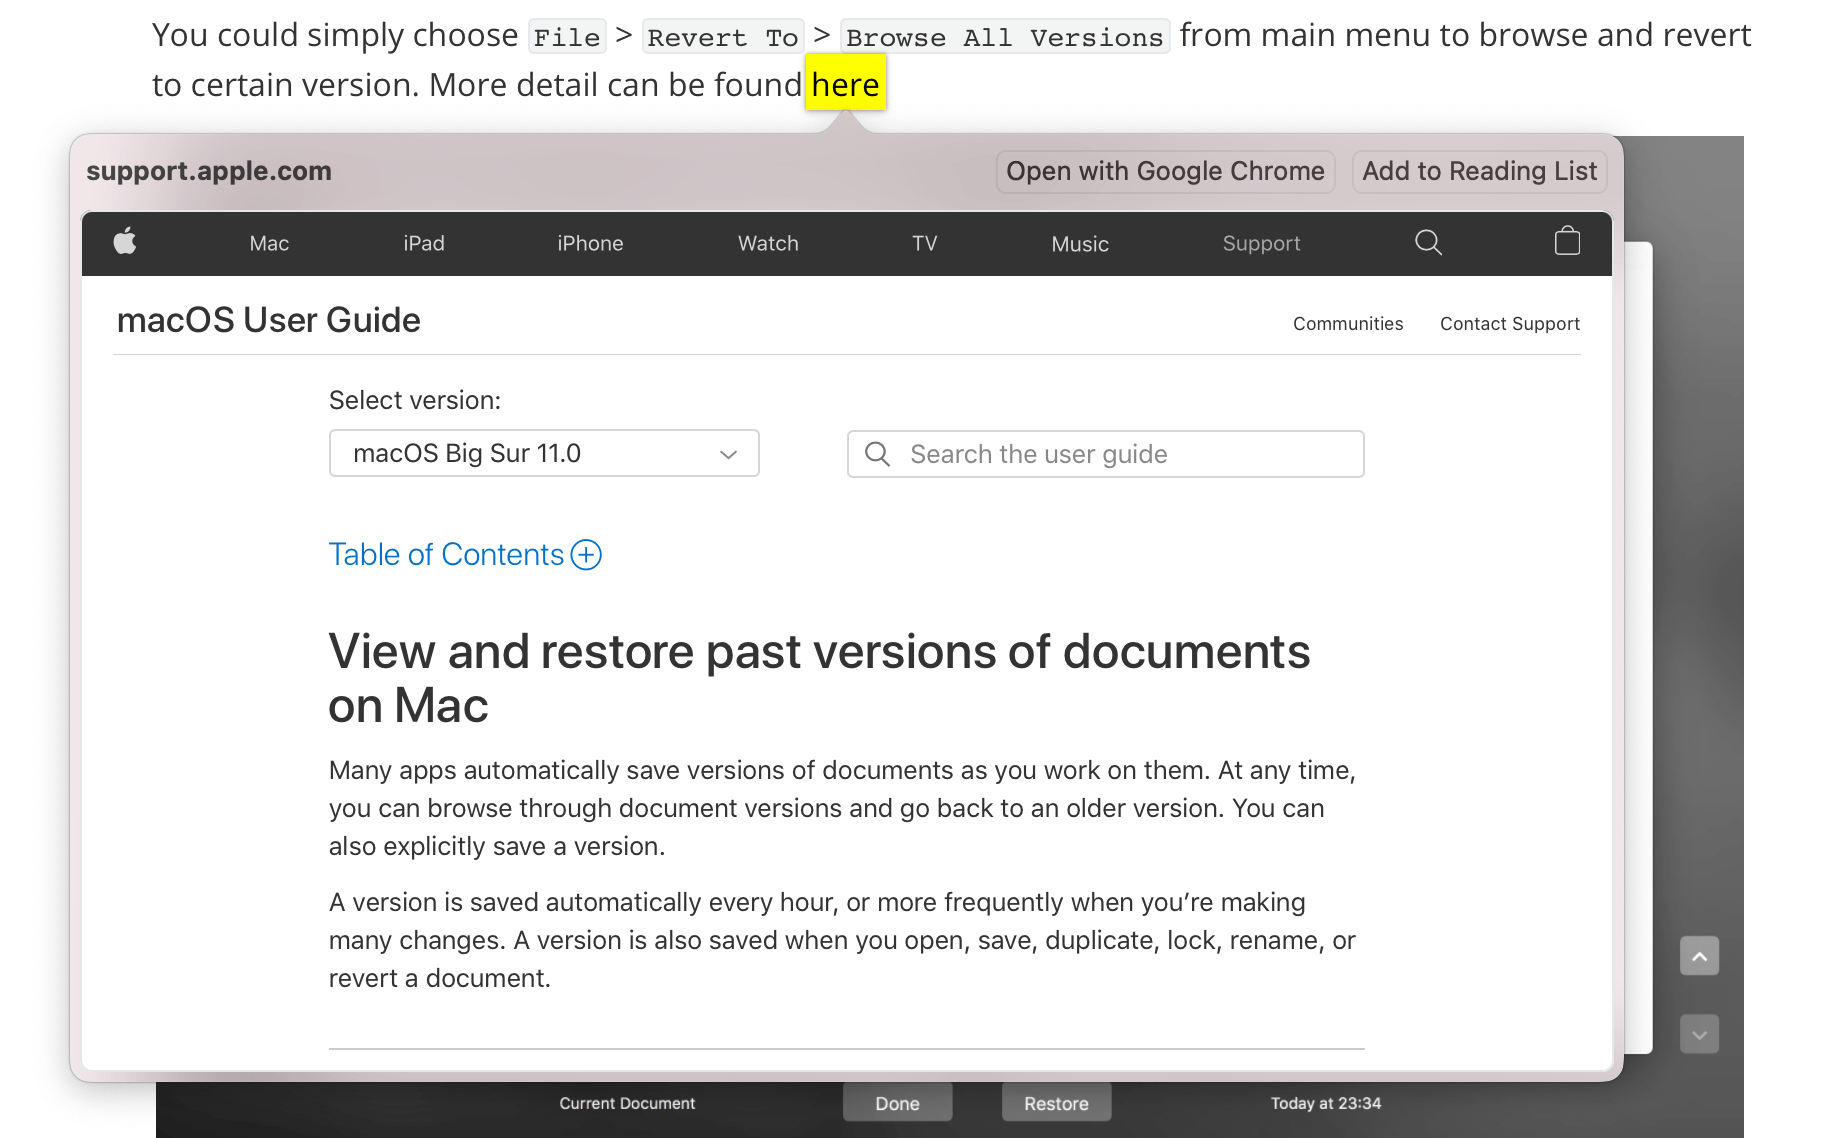 You could simply choose File > Revert To > Browse All Versions from main menu to browse and revert
to certain version. More detail can be found here
support.apple.com
Open with Google Chrome
Add to Reading List
Mac iPad iPhone Watch TV Music Support
macOS User Guide
Communities Contact Support
Select version:
macOS Big Sur 11.0
Search the user guide
Table of Contents
View and restore past versions of documents
on Mac
Many apps automatically save versions of documents as you work on them. At any time,
you can browse through document versions and go back to an older version. You can
also explicitly save a version.
A version is saved automatically every hour, or more frequently when you’re making
many changes. A version is also saved when you open, save, duplicate, lock, rename, or
revert a document.
Current Document Done Restore Today at 23:34